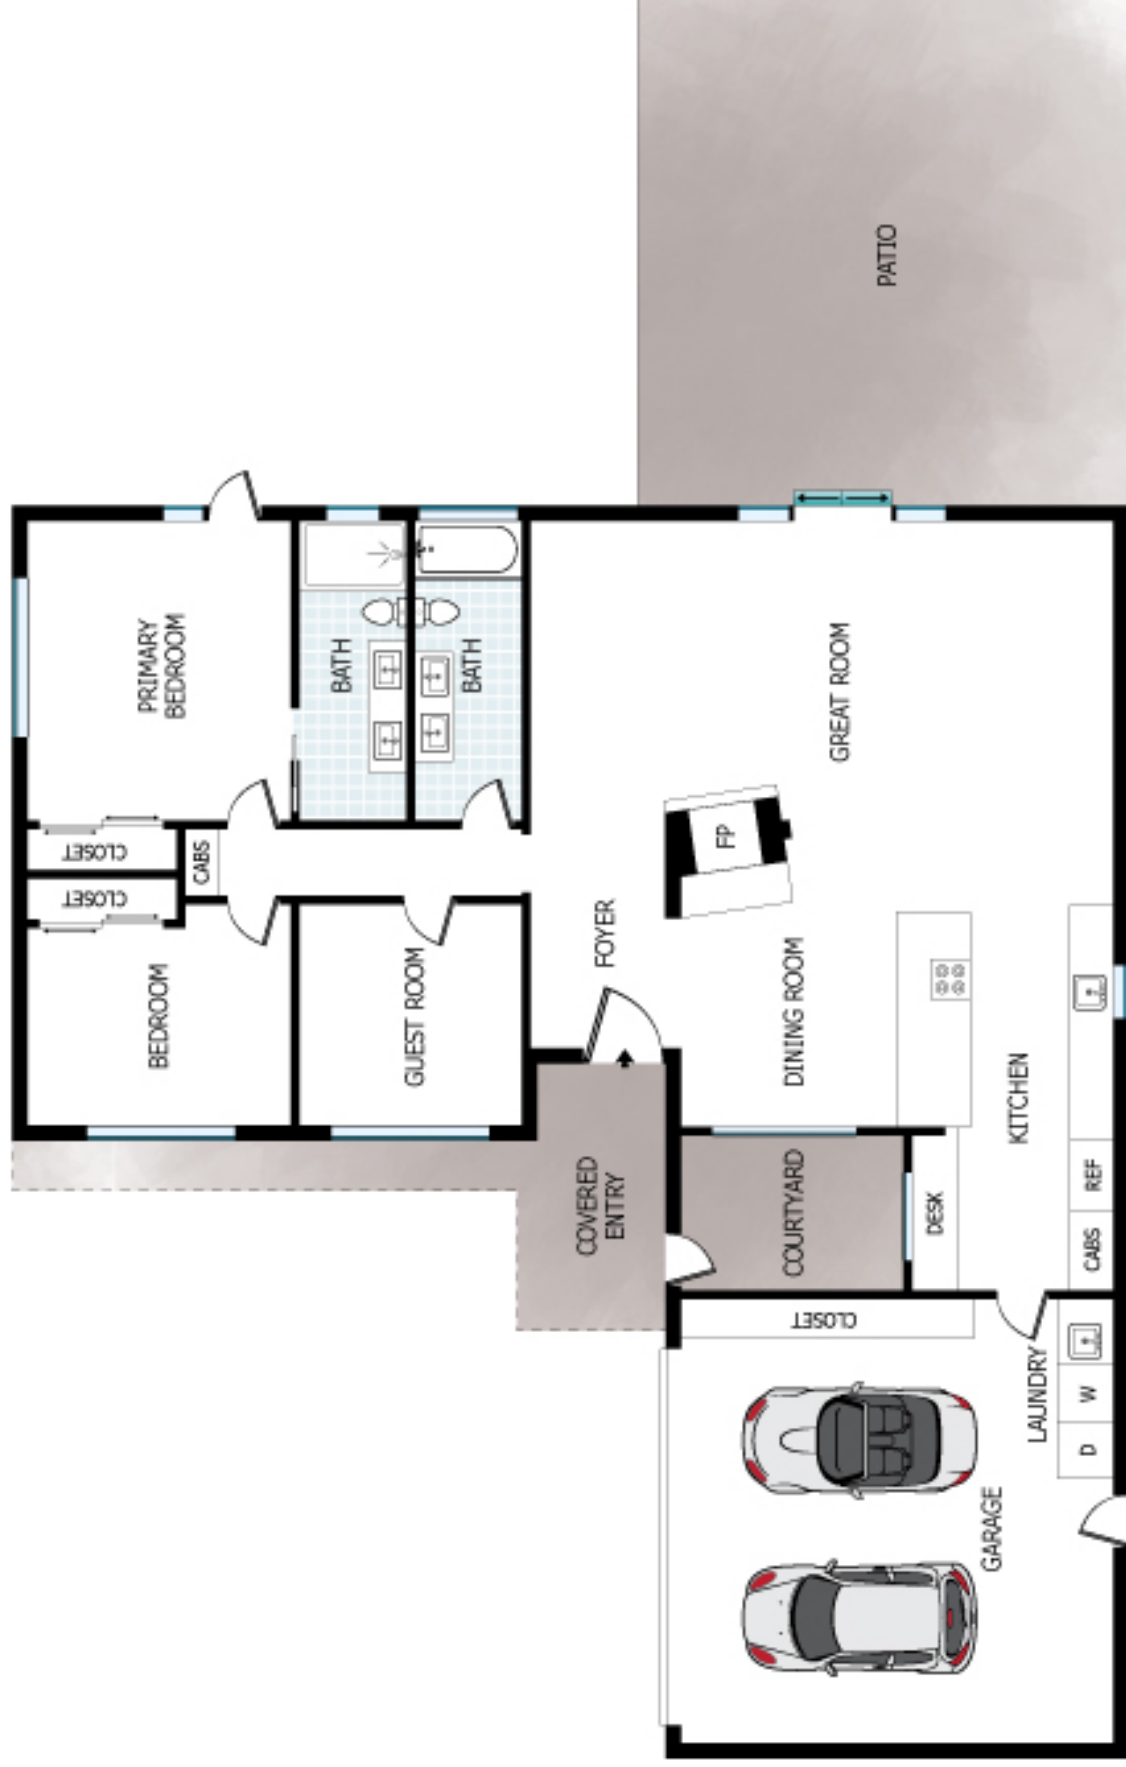 PATIO
PRIMARY
BEDROOM
BATH
BATH
GREAT ROOM
CLOSET
CLOSET
CABS
FP
FOYER
BEDROOM
GUEST ROOM
DINING ROOM
KITCHEN
COVERED
ENTRY
COURTYARD
DESK
REF
CABS
CLOSET
LAUNDRY
W
D
GARAGE